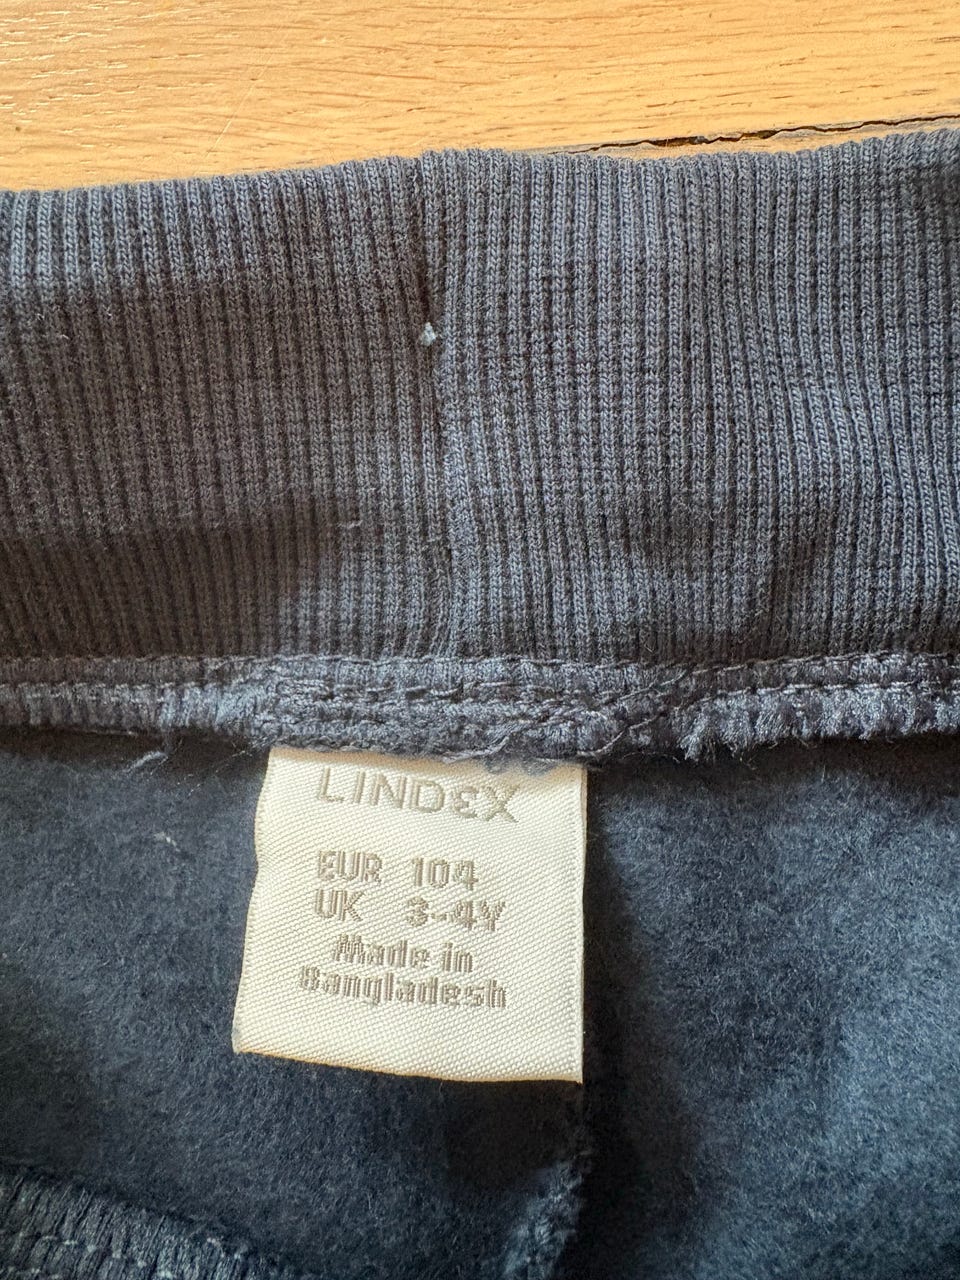 LINDEX
EUR 104
UK 3-4Y
Made in
Bangladesh